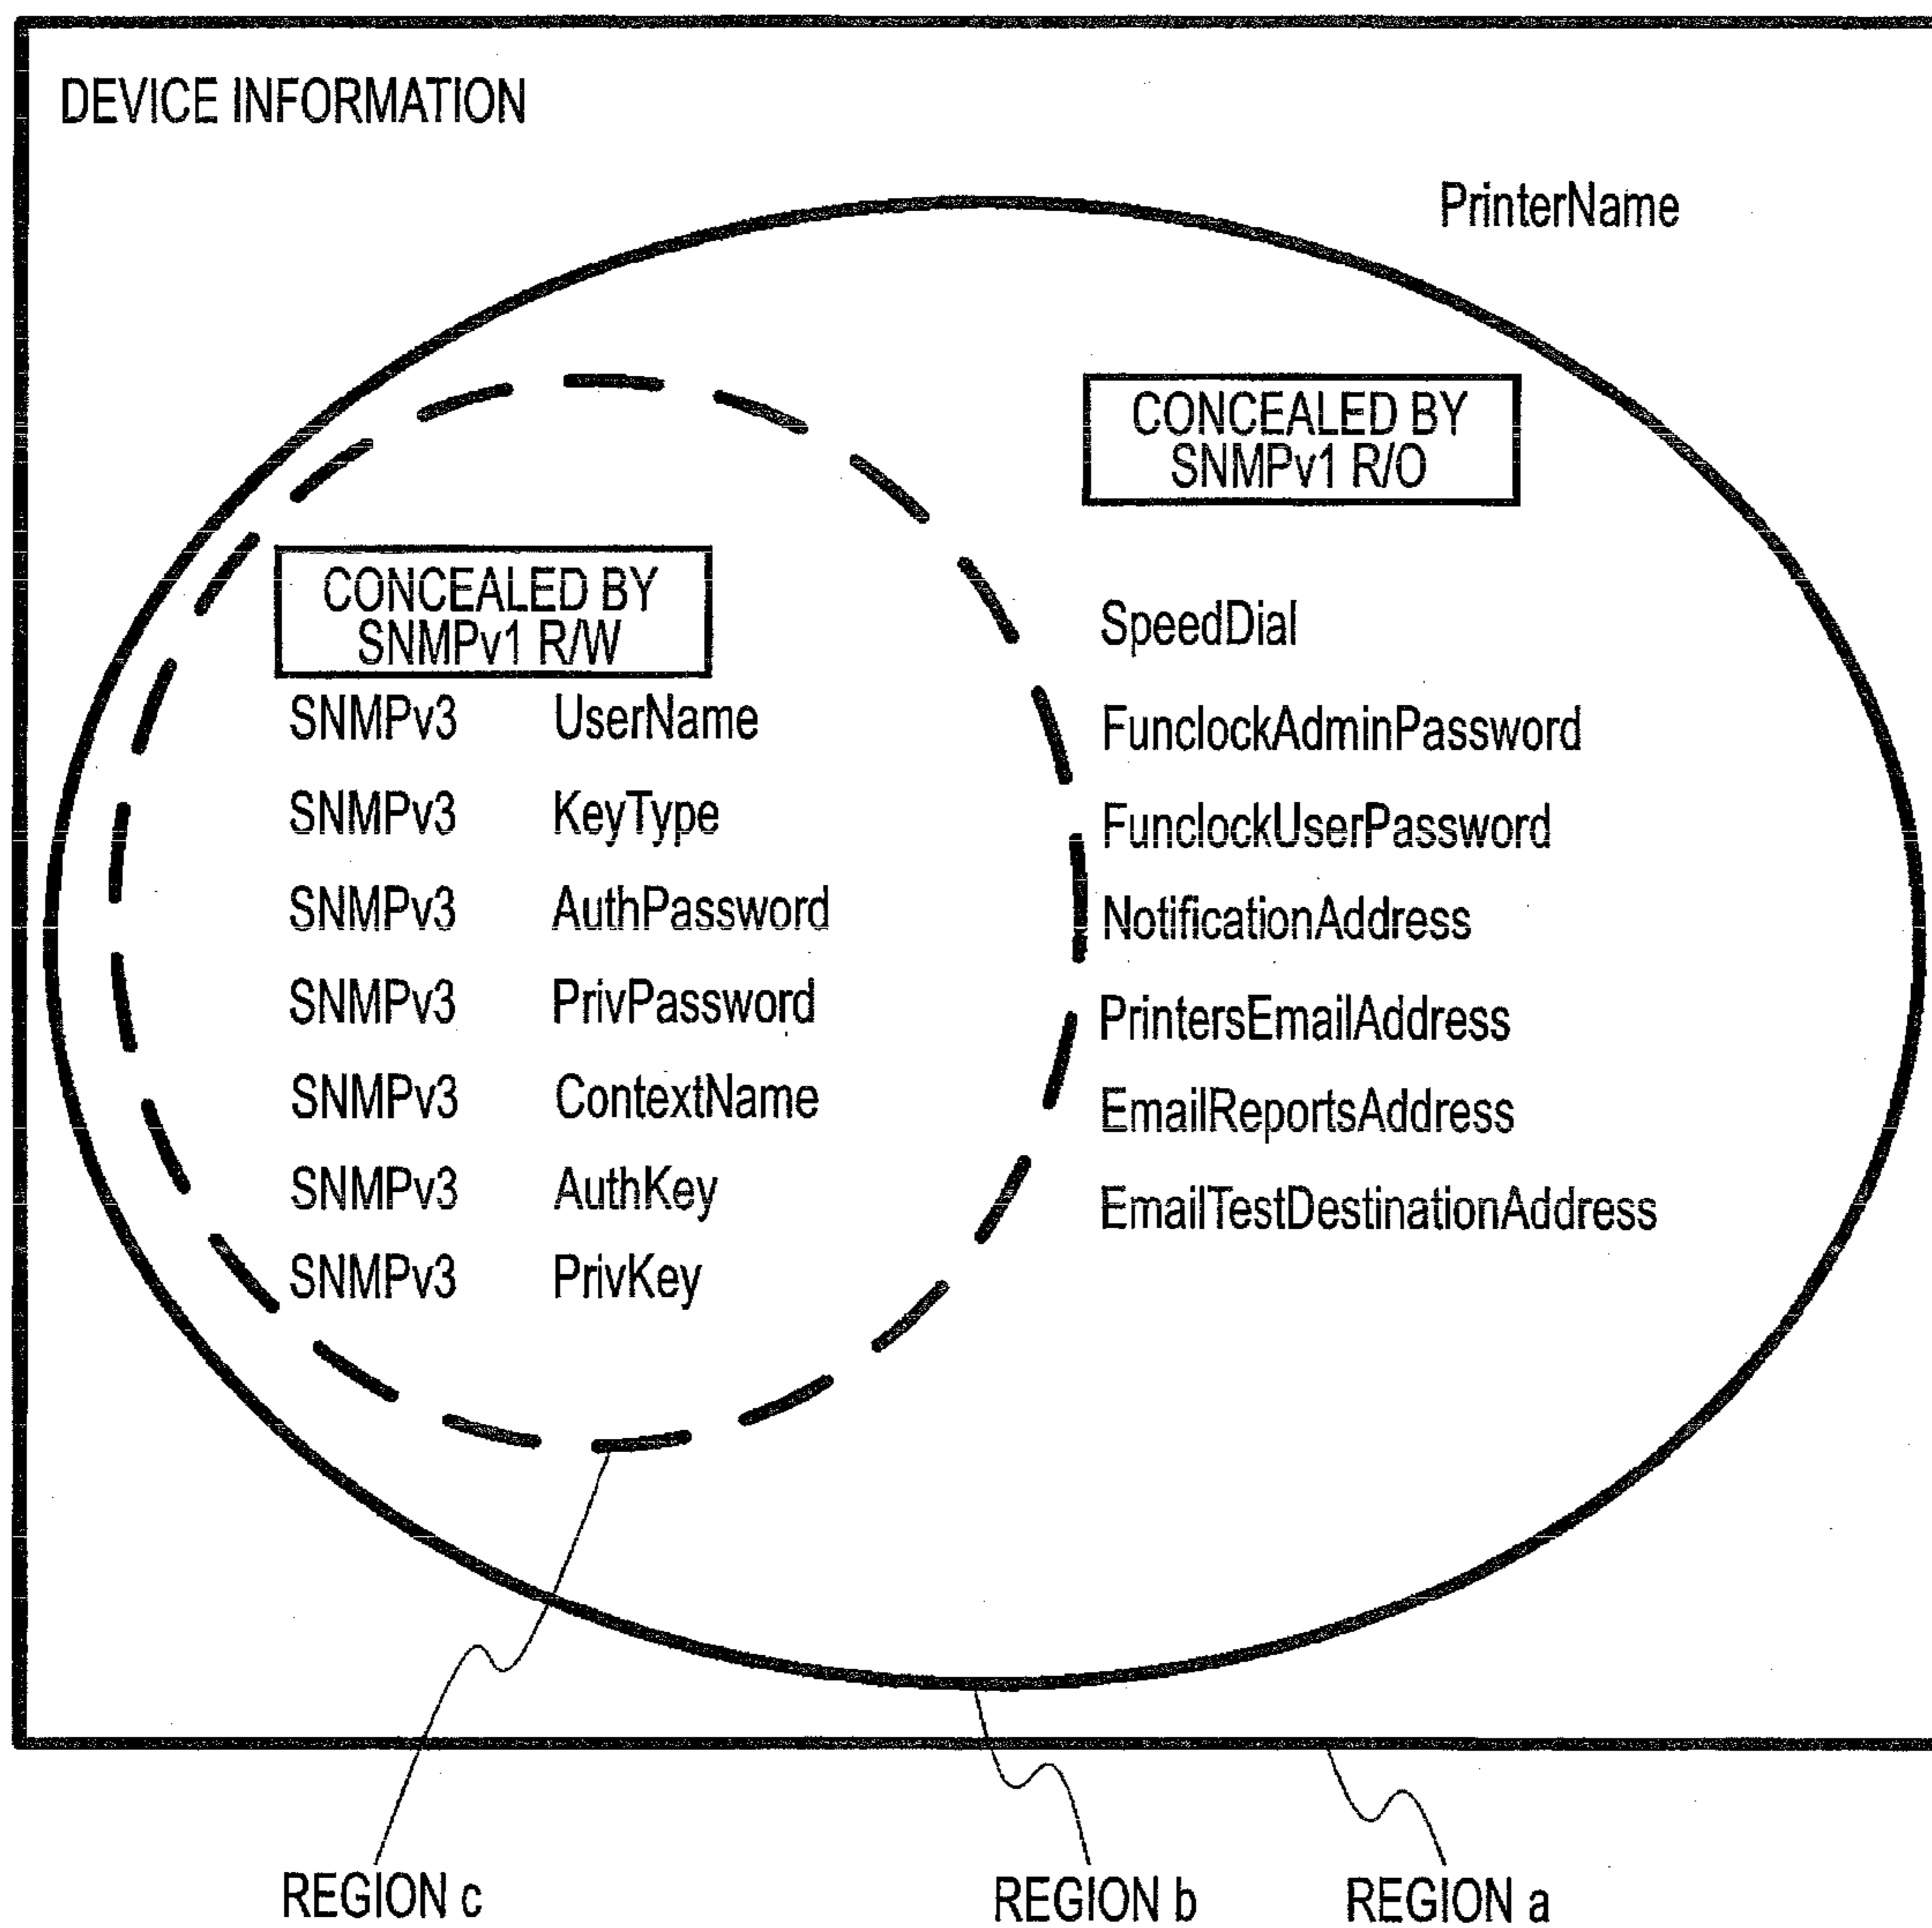 DEVICE INFORMATION
PrinterName
CONCEALED BY
SNMPv1 R/O
CONCEALED BY
SNMPv1 R/W
SNMPv3 UserName
SNMPv3 KeyType
SNMPv3 AuthPassword
SNMPv3 PrivPassword
SNMPv3 ContextName
SNMPv3 AuthKey
SNMPv3 PrivKey
SpeedDial
FunclockAdminPassword
FunclockUserPassword
NotificationAddress
PrintersEmailAddress
EmailReportsAddress
EmailTestDestinationAddress
REGION c
REGION b
REGION a